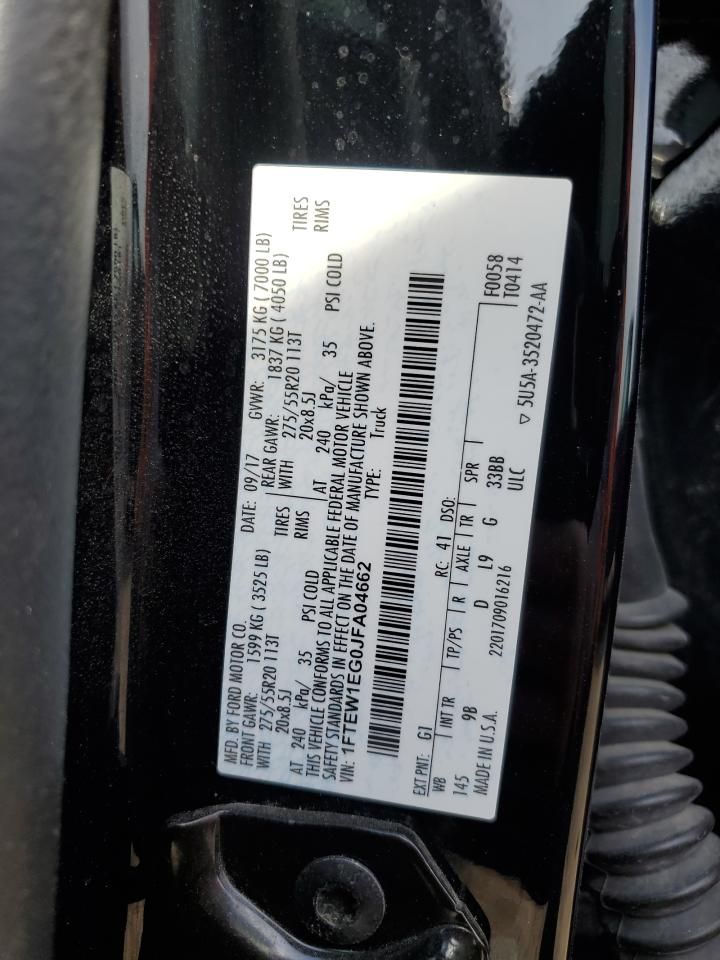 MFD. BY FORD MOTOR CO.
DATE: 09/17 GVWR: 3175 KG ( 7000 LB)
FRONT GAWR: 1599 KG ( 3525 LB) REAR GAWR: 1837 KG ( 4050 LB)
WITH 275/55R20 113T TIRES WITH 275/55R20 113T TIRES
20x8.5J RIMS 20x8.5J RIMS
AT 240 kPa/ 35 PSI COLD AT 240 kPa/ 35 PSI COLD
THIS VEHICLE CONFORMS TO ALL APPLICABLE FEDERAL MOTOR VEHICLE
SAFETY STANDARDS IN EFFECT ON THE DATE OF MANUFACTURE SHOWN ABOVE.
VIN: 1FTEW1EG0JFA04662 TYPE: Truck
EXT PNT: G1 RC: 41 DSO:
WB INT TR TP/PS R AXLE TR SPR F0058
145 9B D L9 G 33BB T0414
MADE IN U.S.A. 2201709016216 ULC ▽ 5U5A-3520472-AA